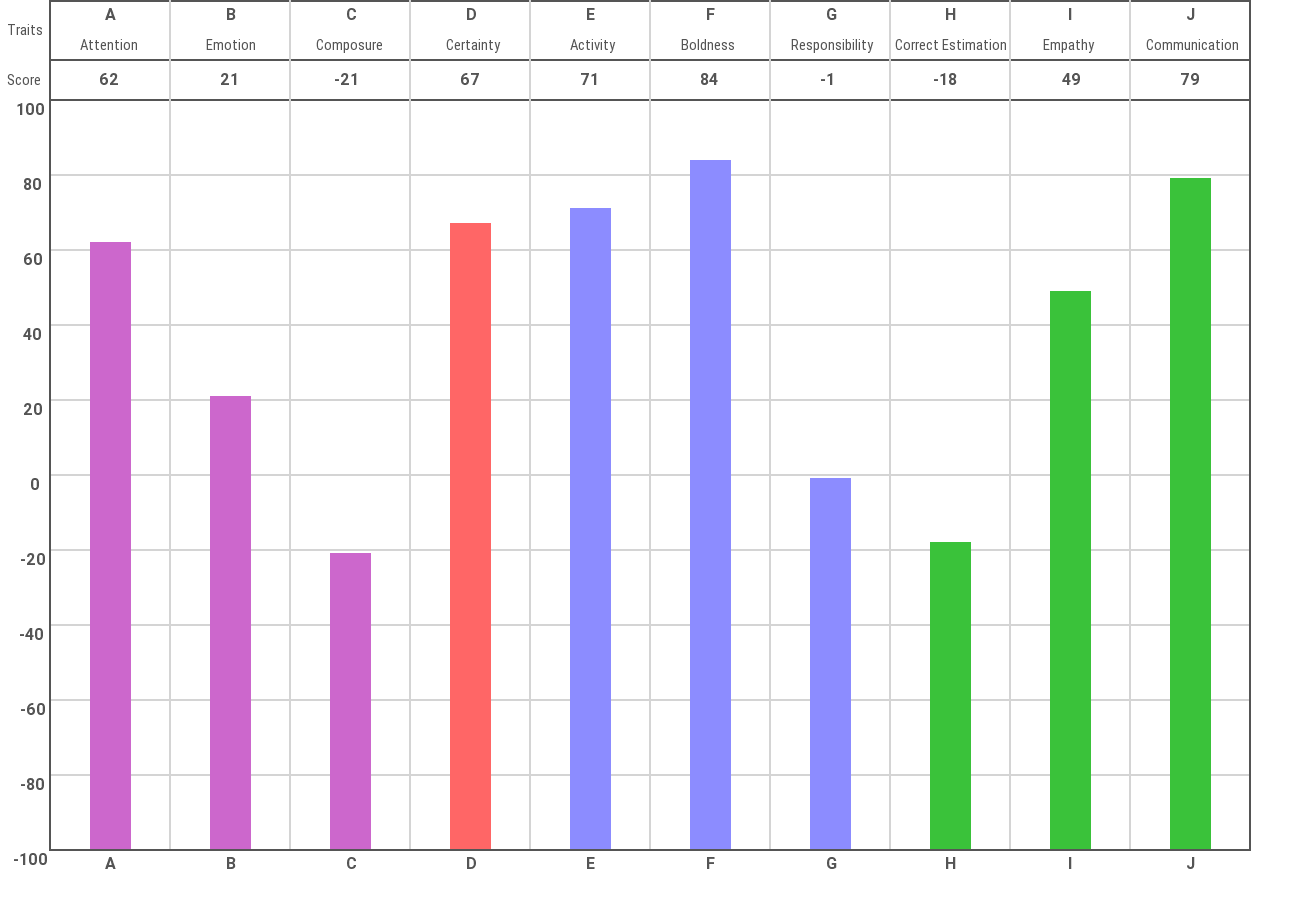 Traits
A B C D E F G H I J
Attention Emotion Composure Certainty Activity Boldness Responsibility Correct Estimation Empathy Communication
Score 62 21 -21 67 71 84 -1 -18 49 79
100
80
60
40
20
0
-20
-40
-60
-80
-100
A B C D E F G H I J